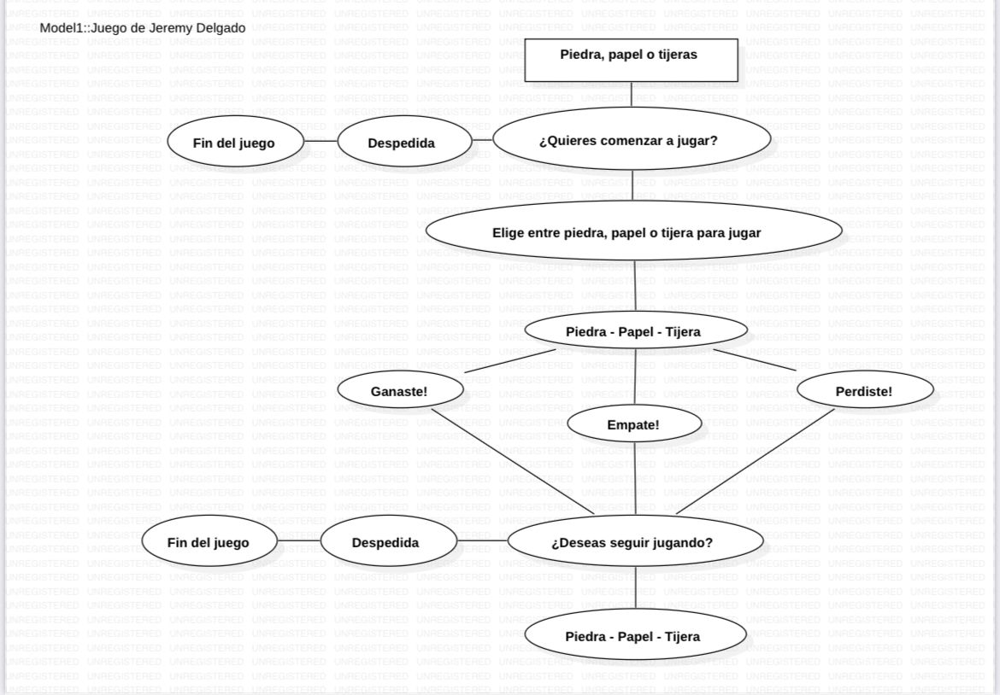 Model1::Juego de Jeremy Delgado
Piedra, papel o tijeras
Fin del juego
Despedida
¿Quieres comenzar a jugar?
Elige entre piedra, papel o tijera para jugar
Piedra - Papel - Tijera
Ganaste!
Perdiste!
Empate!
Fin del juego
Despedida
¿Deseas seguir jugando?
Piedra - Papel - Tijera
UNREGISTERED